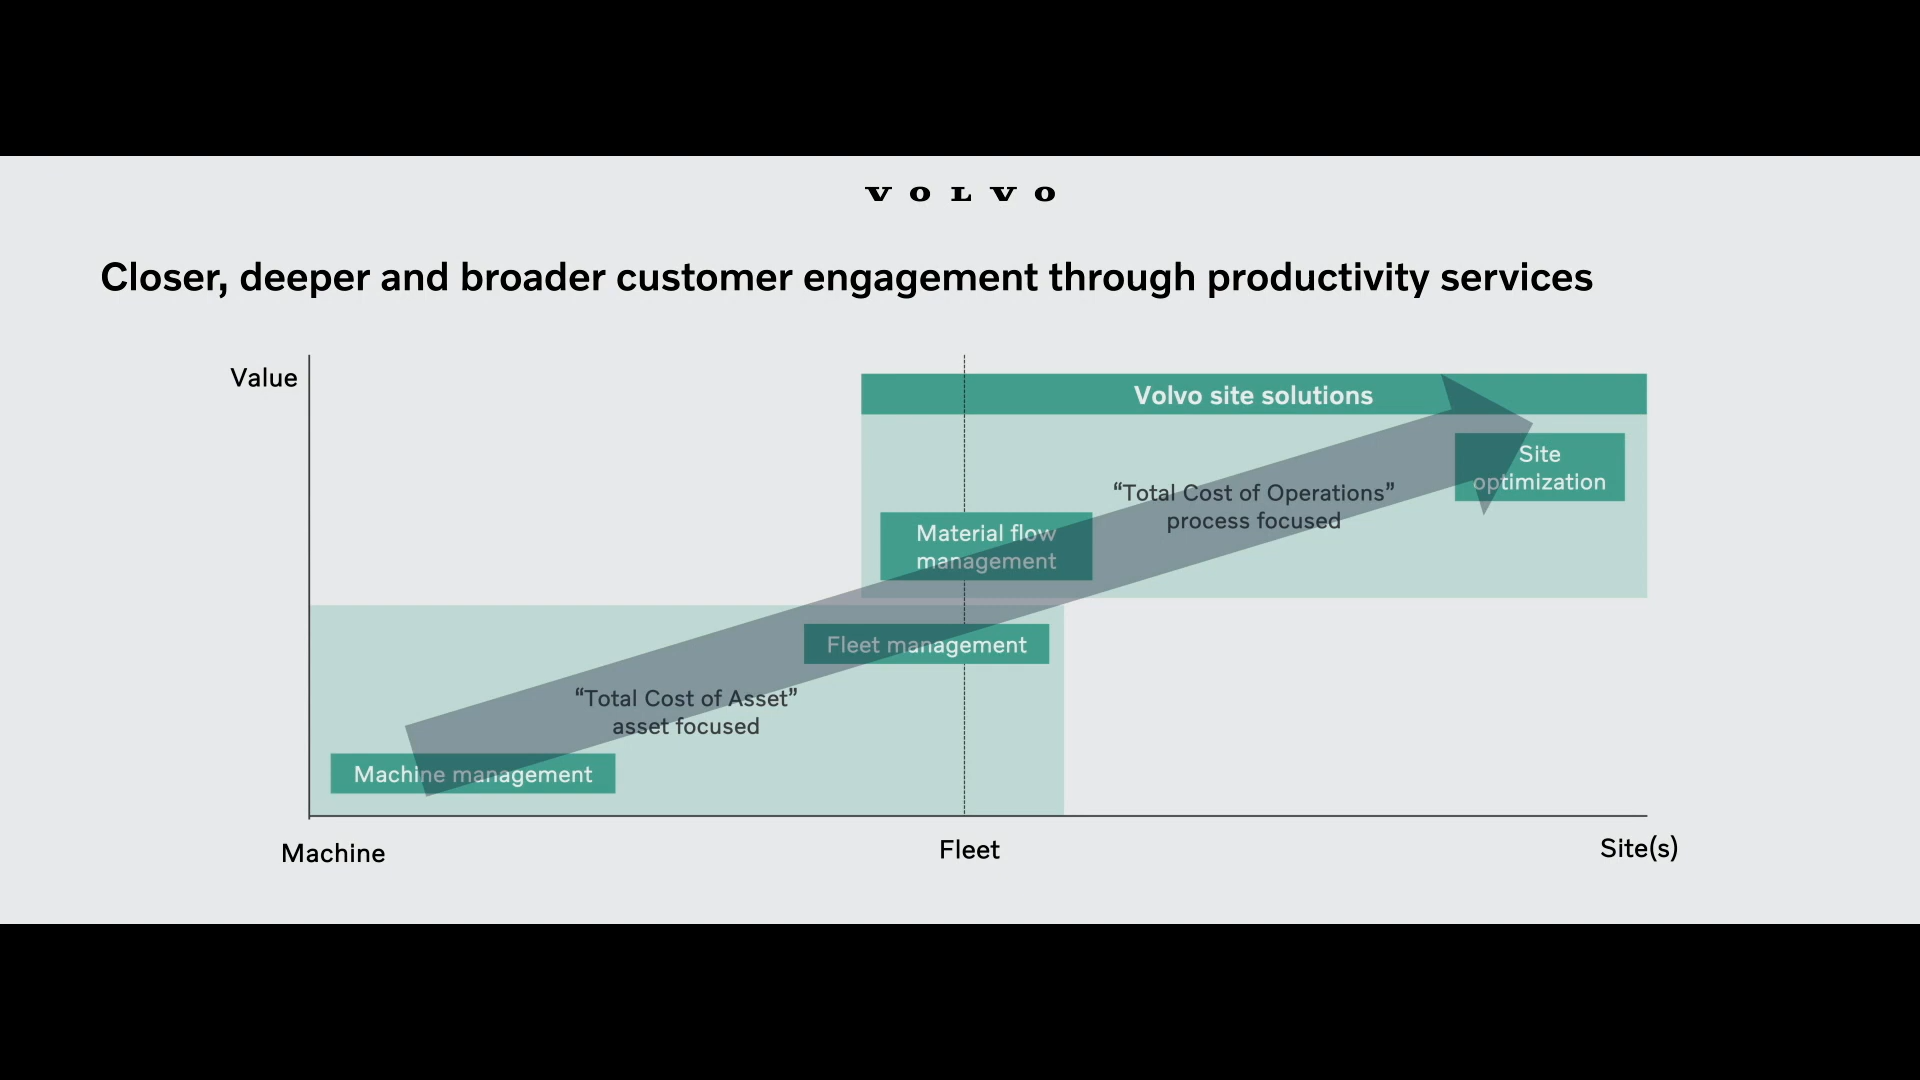 VOLVO
Closer, deeper and broader customer engagement through productivity services
Value
Volvo site solutions
Site
optimization
“Total Cost of Operations”
process focused
Material flow
management
Fleet management
“Total Cost of Asset”
asset focused
Machine management
Machine
Fleet
Site(s)